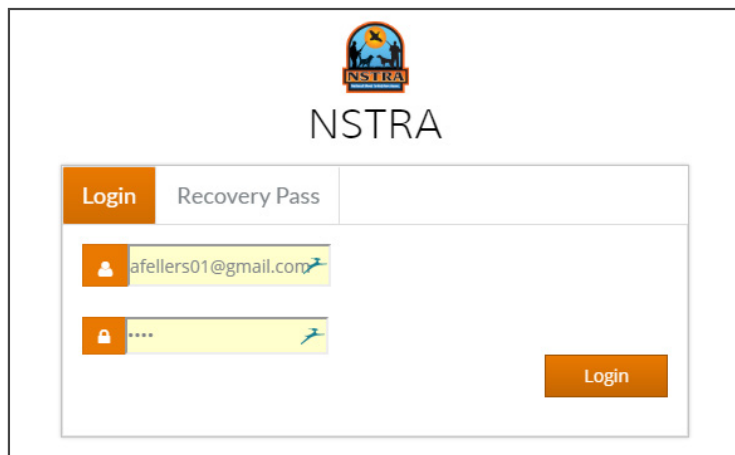 NSTRA
NSTRA
Login
Recovery Pass
afellers01@gmail.com
••••
Login